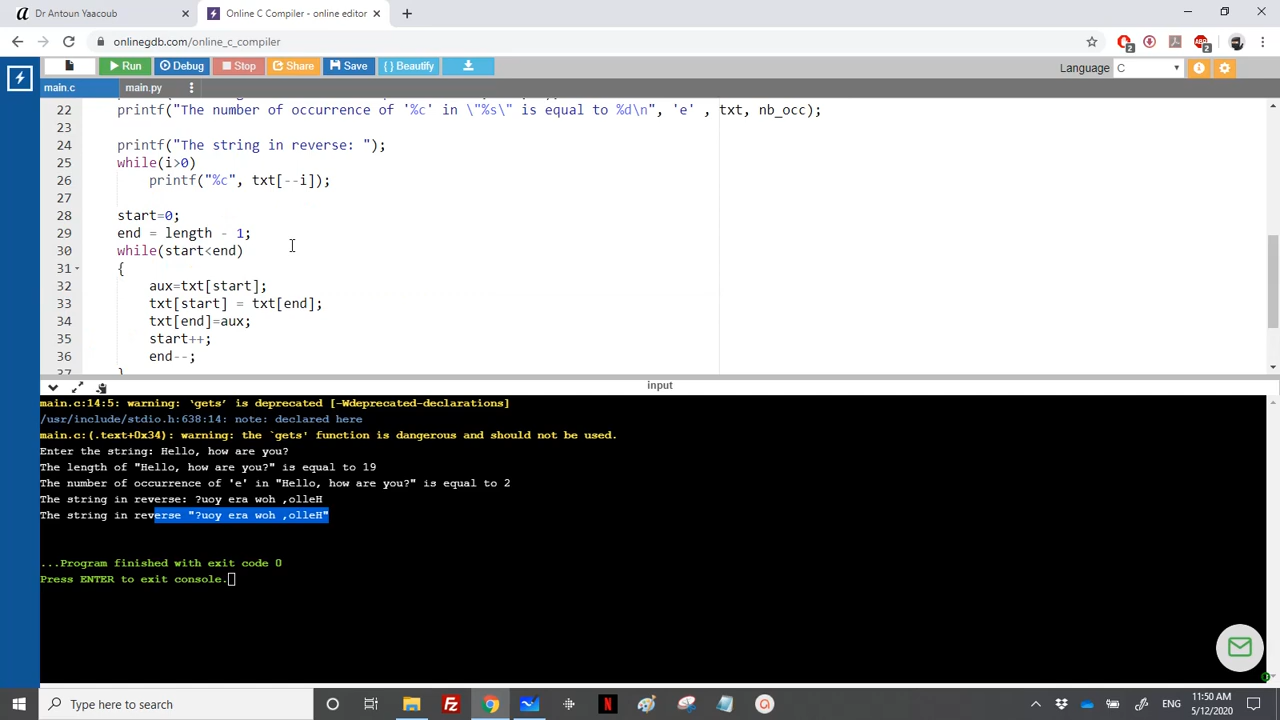 Dr Antoun Yaacoub
Online C Compiler - online editor
onlinegdb.com/online_c_compiler
2
2
Run
Debug
Stop
Share
Save
{ } Beautify
Language
C
main.c
main.py
22 printf("The number of occurrence of '%c' in \"%s\" is equal to %d\n", 'e' , txt, nb_occ);
23
24 printf("The string in reverse: ");
25 while(i>0)
26 printf("%c", txt[--i]);
27
28 start=0;
29 end = length - 1;
30 while(start<end)
31 {
32 aux=txt[start];
33 txt[start] = txt[end];
34 txt[end]=aux;
35 start++;
36 end--;
37 }
input
main.c:14:5: warning: ‘gets’ is deprecated [-Wdeprecated-declarations]
/usr/include/stdio.h:638:14: note: declared here
main.c:(.text+0x34): warning: the `gets' function is dangerous and should not be used.
Enter the string: Hello, how are you?
The length of "Hello, how are you?" is equal to 19
The number of occurrence of 'e' in "Hello, how are you?" is equal to 2
The string in reverse: ?uoy era woh ,olleH
The string in reverse "?uoy era woh ,olleH"
...Program finished with exit code 0
Press ENTER to exit console.
Type here to search
ENG
11:50 AM
5/12/2020